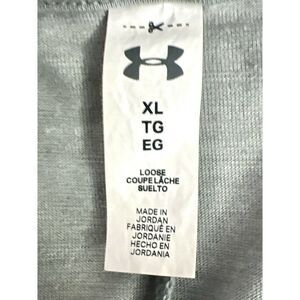 XL
TG
EG
LOOSE
COUPE LÂCHE
SUELTO
MADE IN
JORDAN
FABRIQUÉ EN
JORDANIE
HECHO EN
JORDANIA